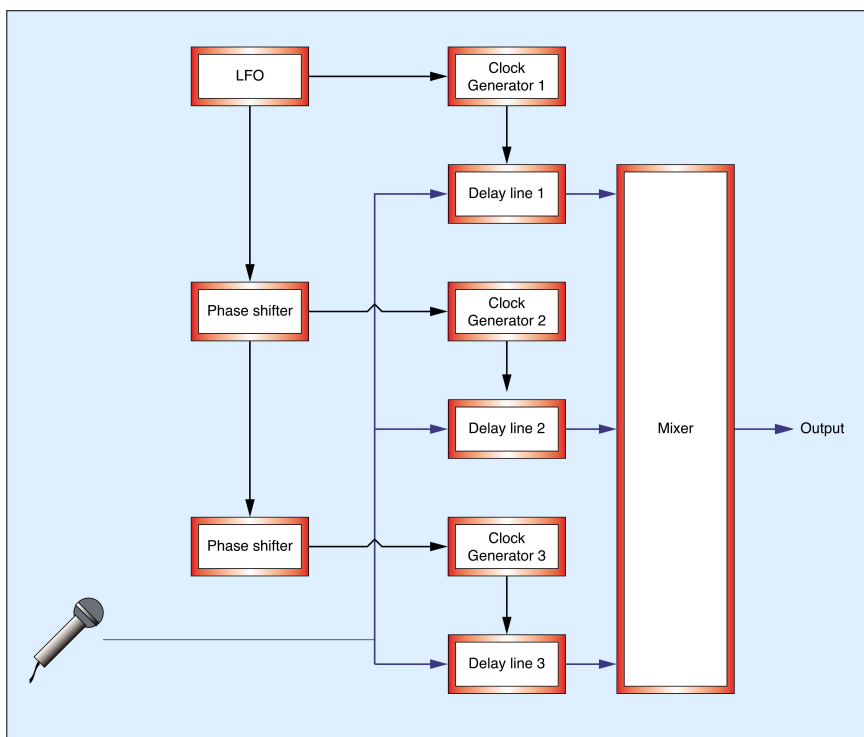 LFO
Clock
Generator 1
Delay line 1
Phase shifter
Clock
Generator 2
Delay line 2
Mixer
Output
Phase shifter
Clock
Generator 3
Delay line 3